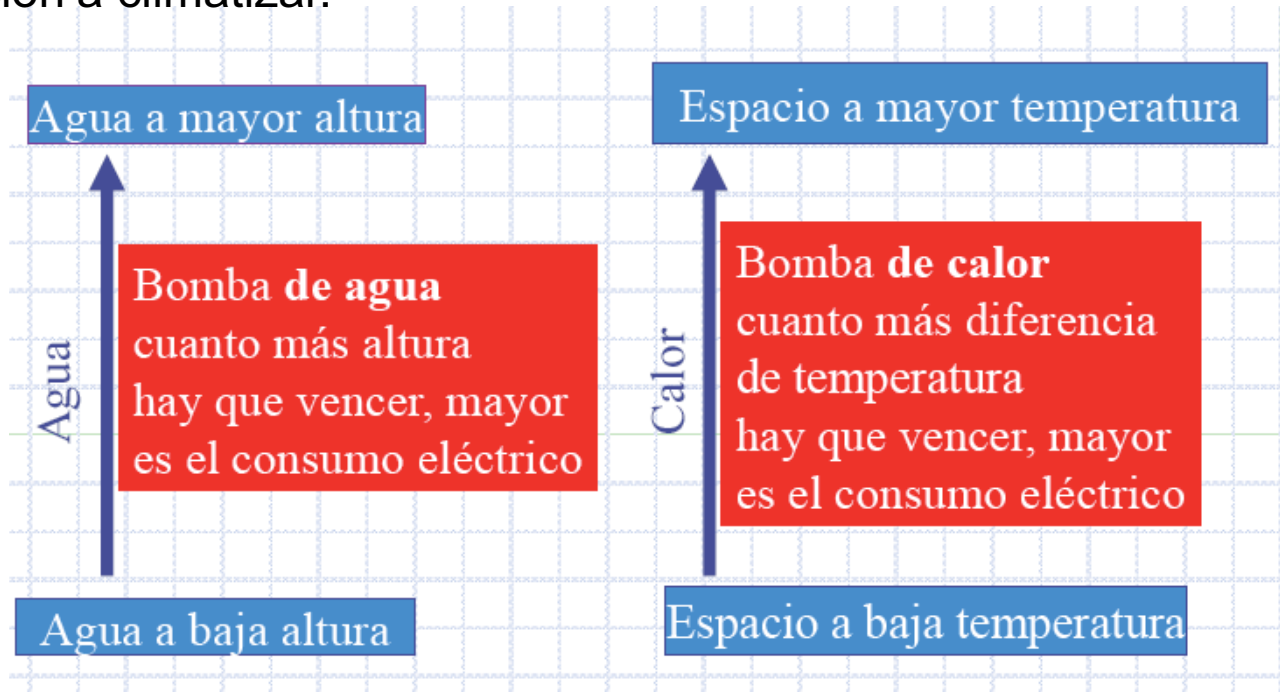 a climatizar.
Agua a mayor altura
Agua
Bomba de agua
cuanto más altura
hay que vencer, mayor
es el consumo eléctrico
Agua a baja altura
Espacio a mayor temperatura
Calor
Bomba de calor
cuanto más diferencia
de temperatura
hay que vencer, mayor
es el consumo eléctrico
Espacio a baja temperatura